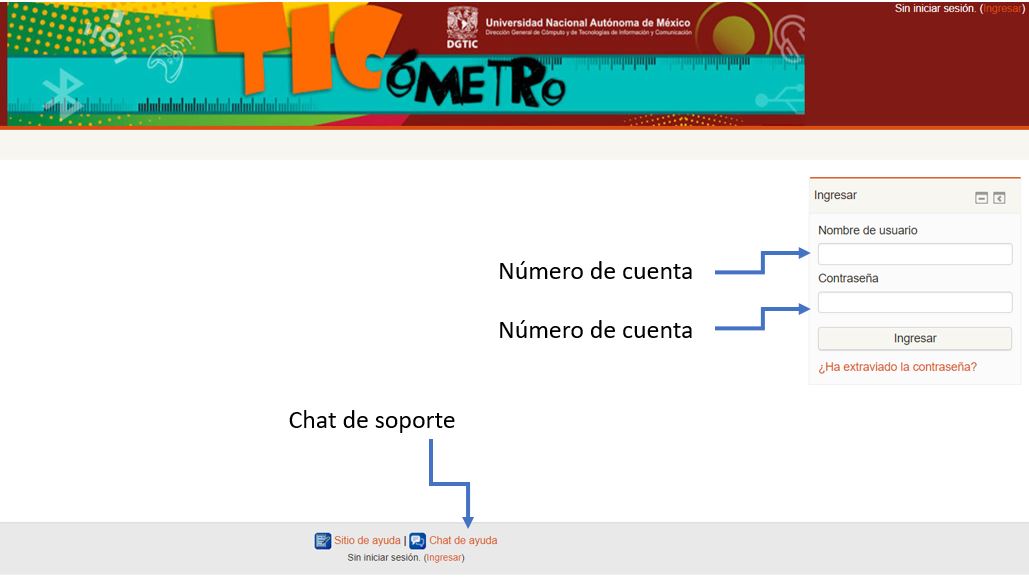 Sin iniciar sesión. (Ingresar)
Universidad Nacional Autónoma de México
Dirección General de Cómputo y de Tecnologías de Información y Comunicación
DGTIC
TICÓMETRO
Ingresar
Nombre de usuario
Número de cuenta
Contraseña
Número de cuenta
Ingresar
¿Ha extraviado la contraseña?
Chat de soporte
Sitio de ayuda | Chat de ayuda
Sin iniciar sesión. (Ingresar)